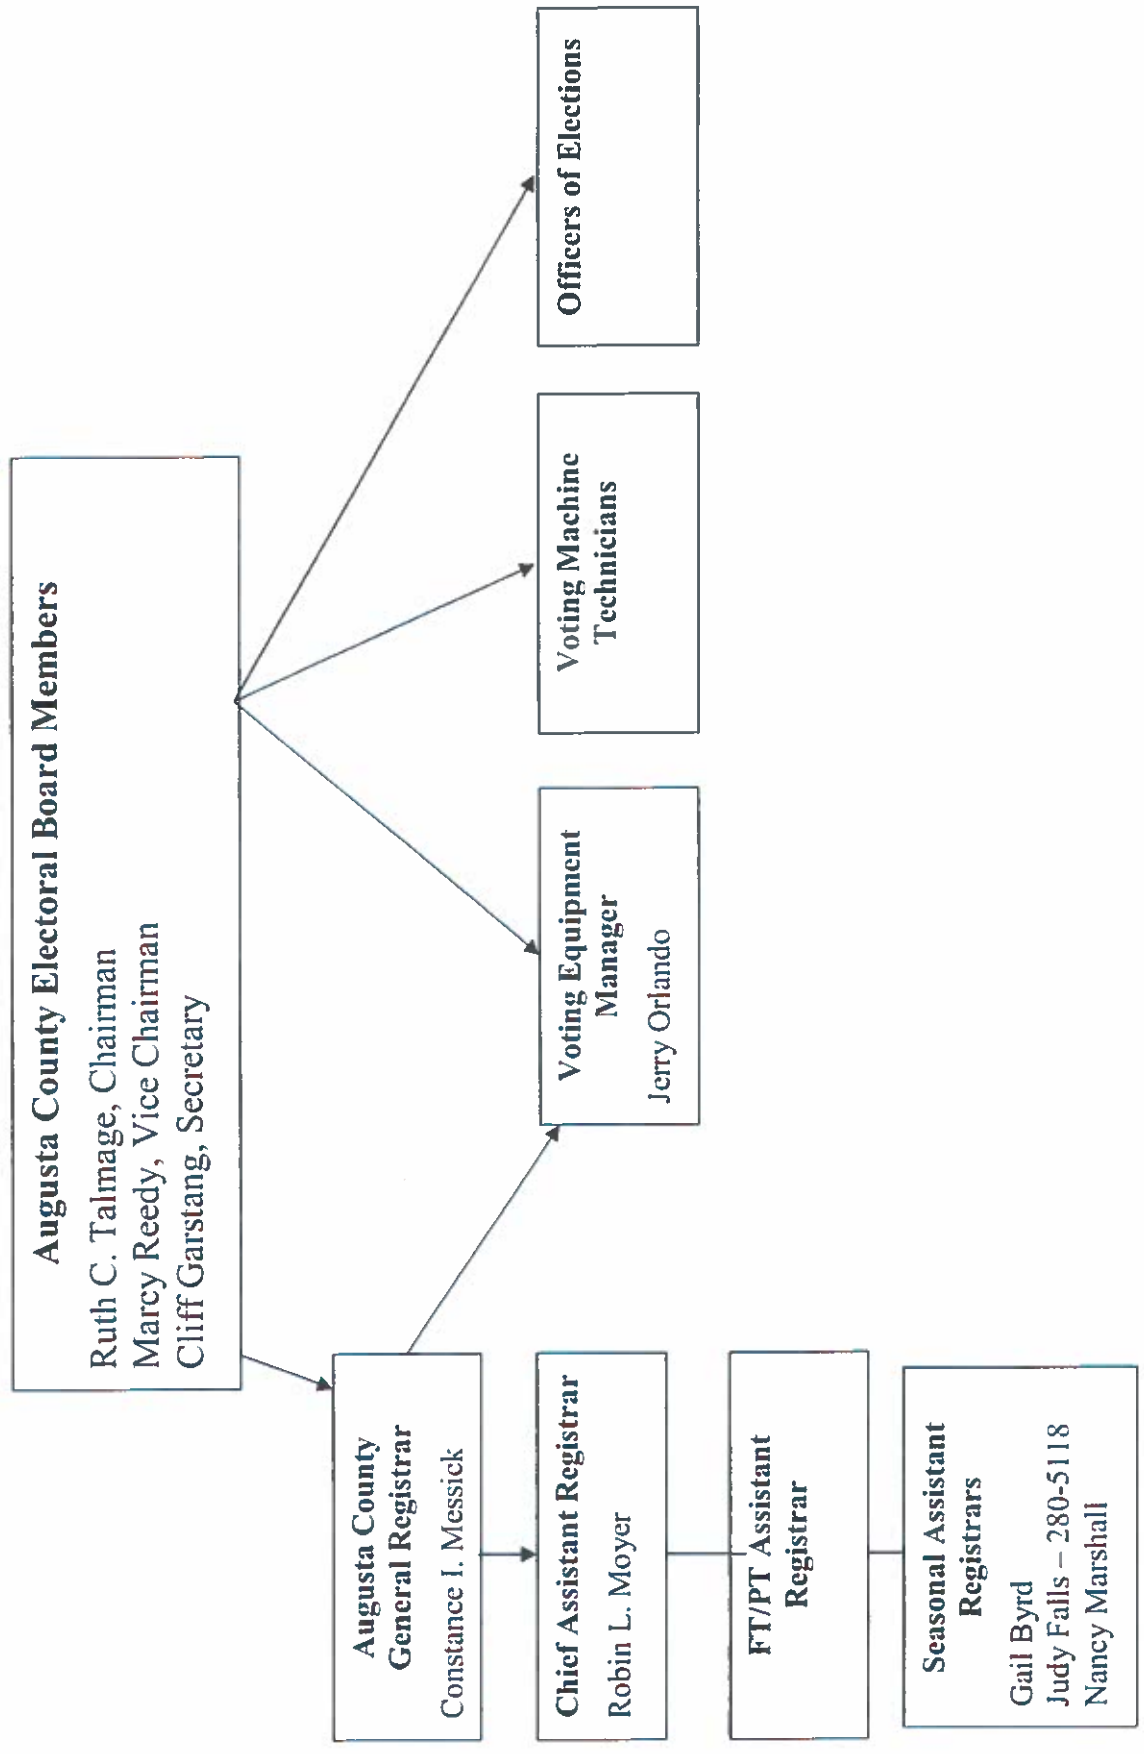 Augusta County Electoral Board Members
Ruth C. Talmage, Chairman
Marcy Reedy, Vice Chairman
Cliff Garstang, Secretary
Augusta County
General Registrar
Constance I. Messick
Chief Assistant Registrar
Robin L. Moyer
FT/PT Assistant
Registrar
Seasonal Assistant
Registrars
Gail Byrd
Judy Falls – 280-5118
Nancy Marshall
Voting Equipment
Manager
Jerry Orlando
Voting Machine
Technicians
Officers of Elections